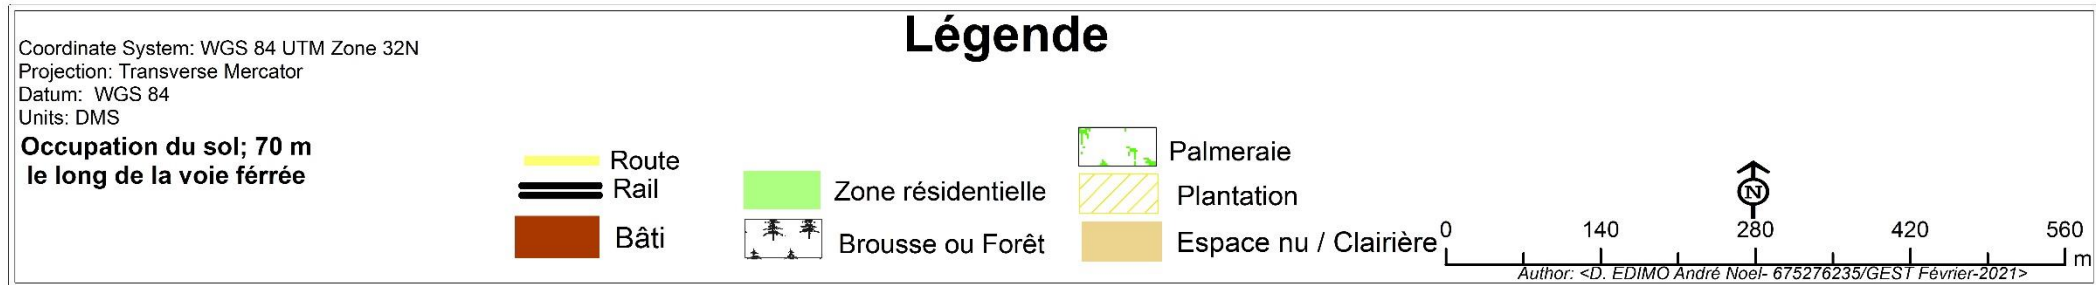 Légende
Coordinate System: WGS 84 UTM Zone 32N
Projection: Transverse Mercator
Datum: WGS 84
Units: DMS
Occupation du sol; 70 m
le long de la voie férrée
Route
Rail
Bâti
Zone résidentielle
Brousse ou Forêt
Palmeraie
Plantation
Espace nu / Clairière
N
0 140 280 420 560
m
Author: <D. EDIMO André Noel- 675276235/GEST Février-2021>